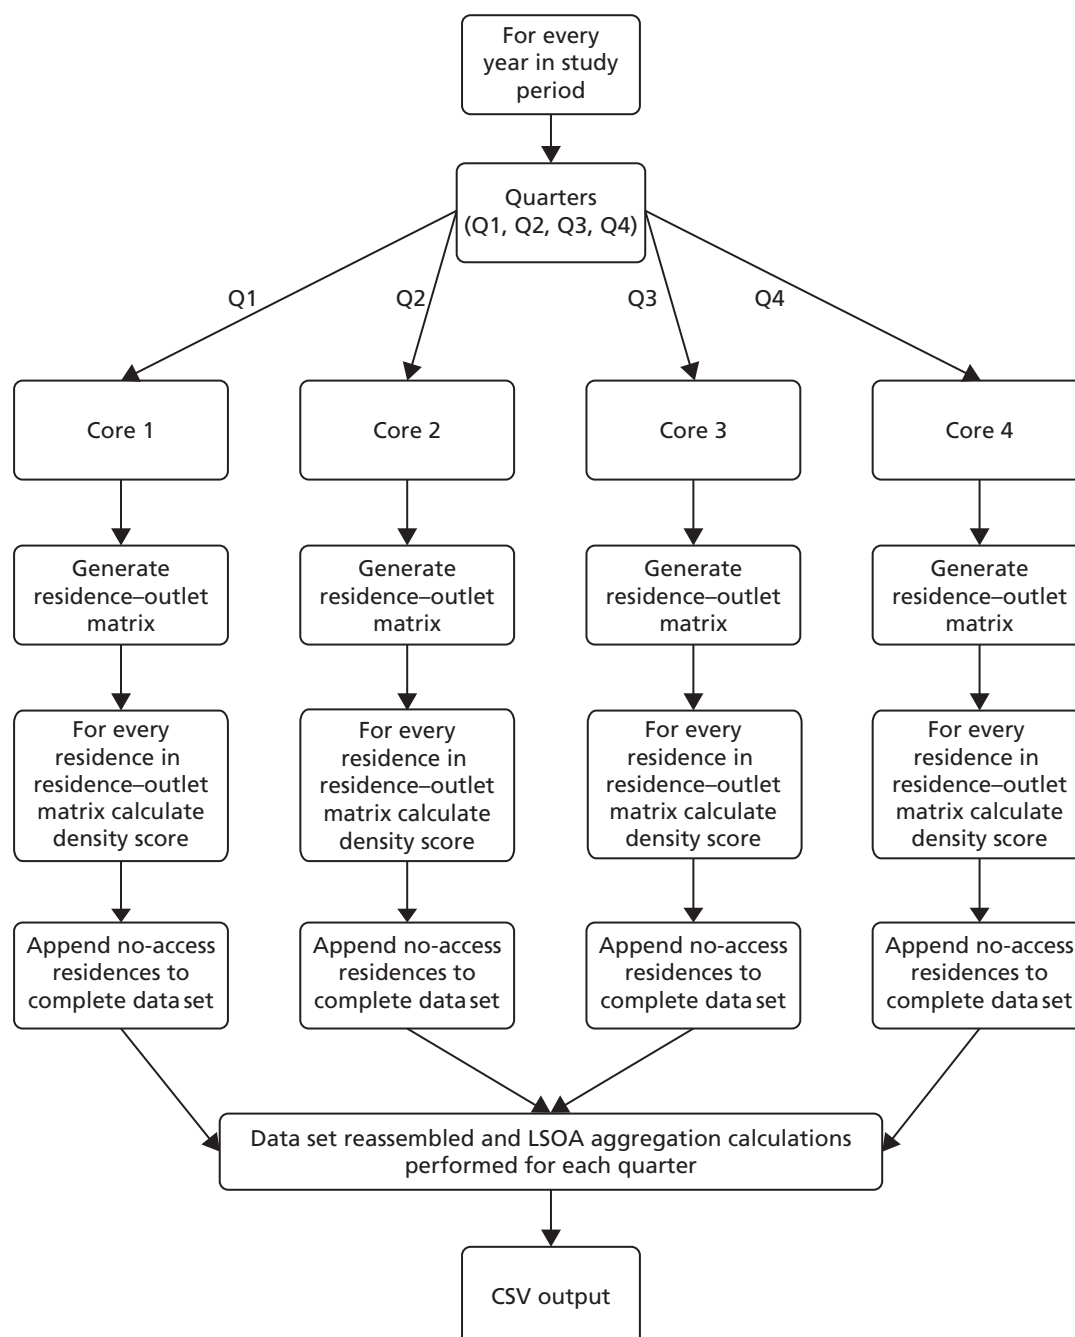 For every
year in study
period
Quarters
(Q1, Q2, Q3, Q4)
Q1
Q2
Q3
Q4
Core 1
Core 2
Core 3
Core 4
Generate
residence–outlet
matrix
Generate
residence–outlet
matrix
Generate
residence–outlet
matrix
Generate
residence–outlet
matrix
For every
residence in
residence–outlet
matrix calculate
density score
For every
residence in
residence–outlet
matrix calculate
density score
For every
residence in
residence–outlet
matrix calculate
density score
For every
residence in
residence–outlet
matrix calculate
density score
Append no-access
residences to
complete data set
Append no-access
residences to
complete data set
Append no-access
residences to
complete data set
Append no-access
residences to
complete data set
Data set reassembled and LSOA aggregation calculations
performed for each quarter
CSV output